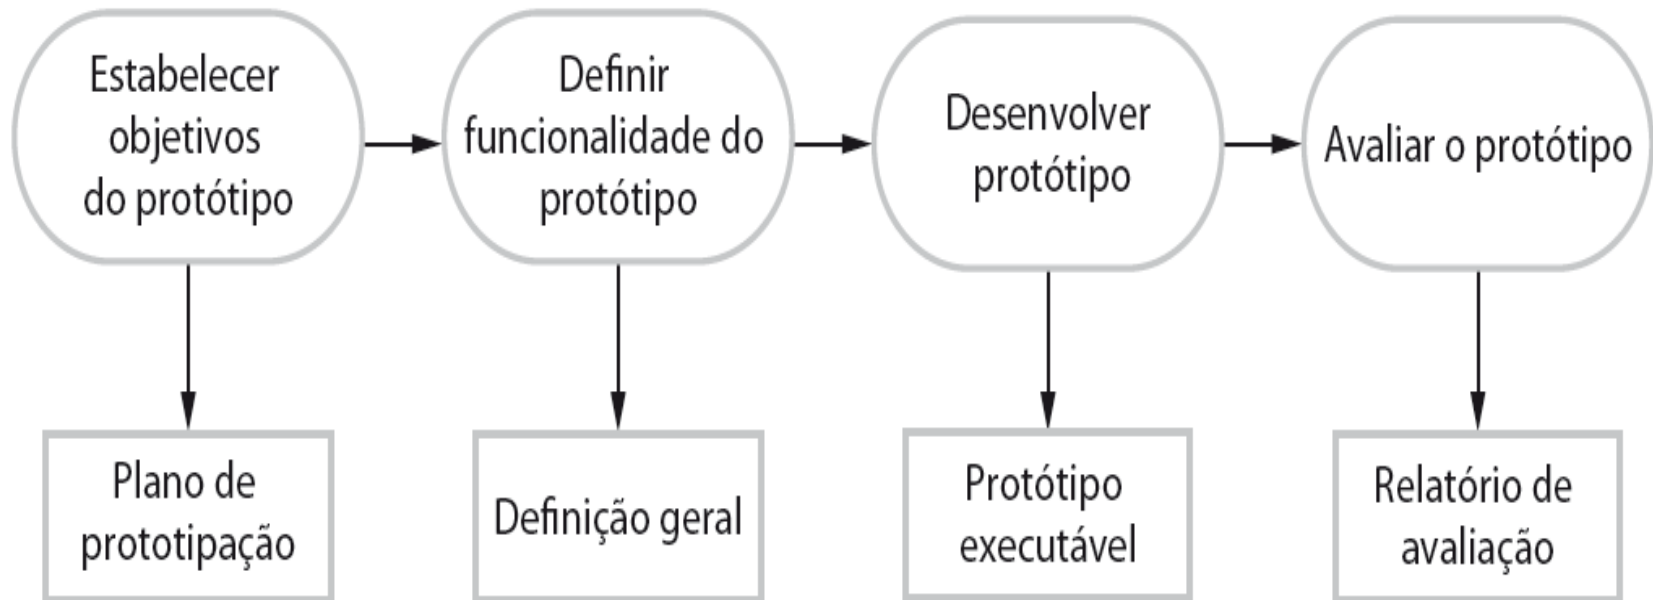 Estabelecer
objetivos
do protótipo
Definir
funcionalidade do
protótipo
Desenvolver
protótipo
Avaliar o protótipo
Plano de
prototipação
Definição geral
Protótipo
executável
Relatório de
avaliação